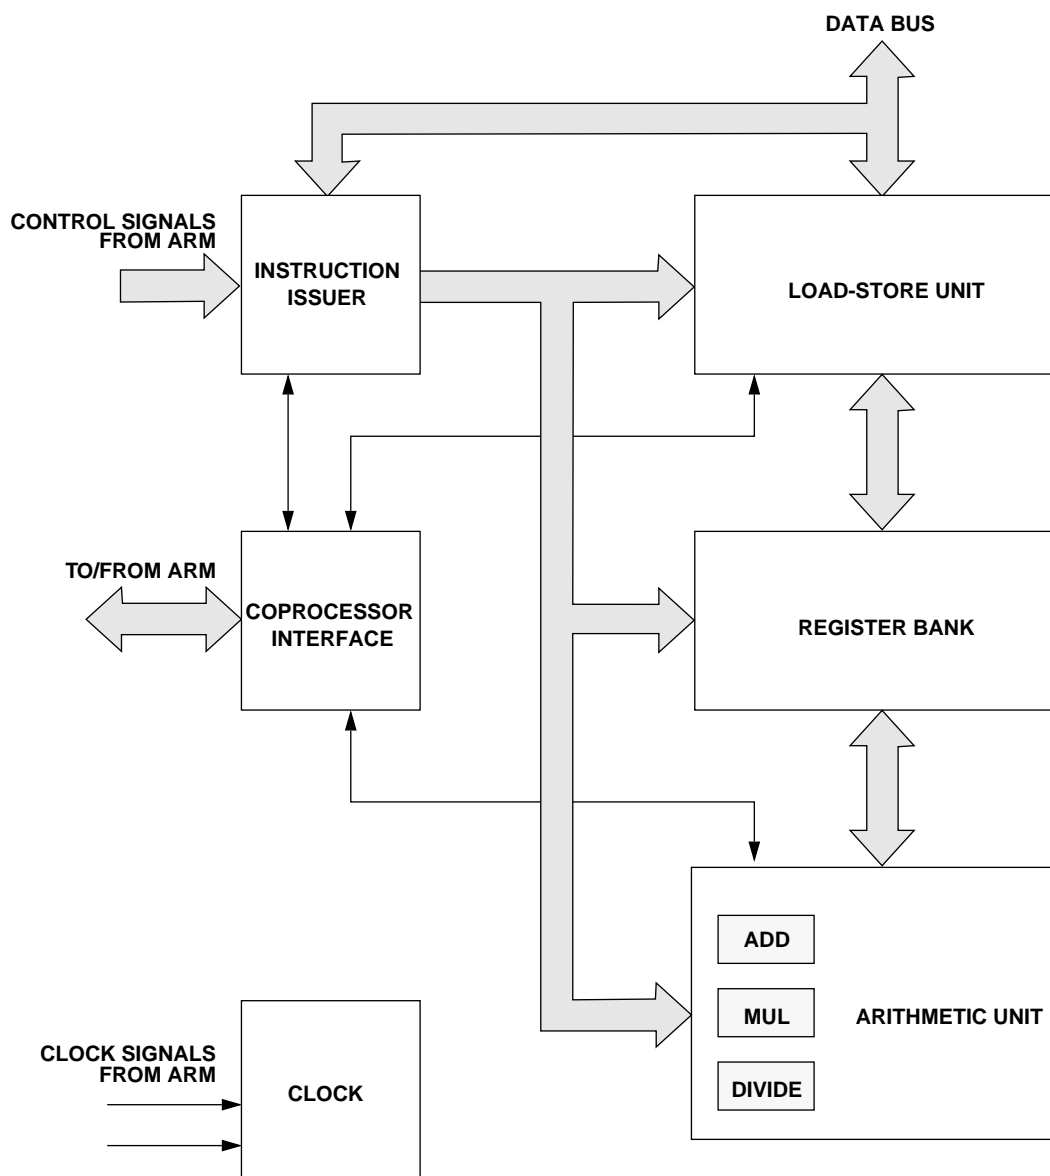 DATA BUS
CONTROL SIGNALS
FROM ARM
INSTRUCTION
ISSUER
LOAD-STORE UNIT
TO/FROM ARM
COPROCESSOR
INTERFACE
REGISTER BANK
ADD
MUL
ARITHMETIC UNIT
DIVIDE
CLOCK SIGNALS
FROM ARM
CLOCK